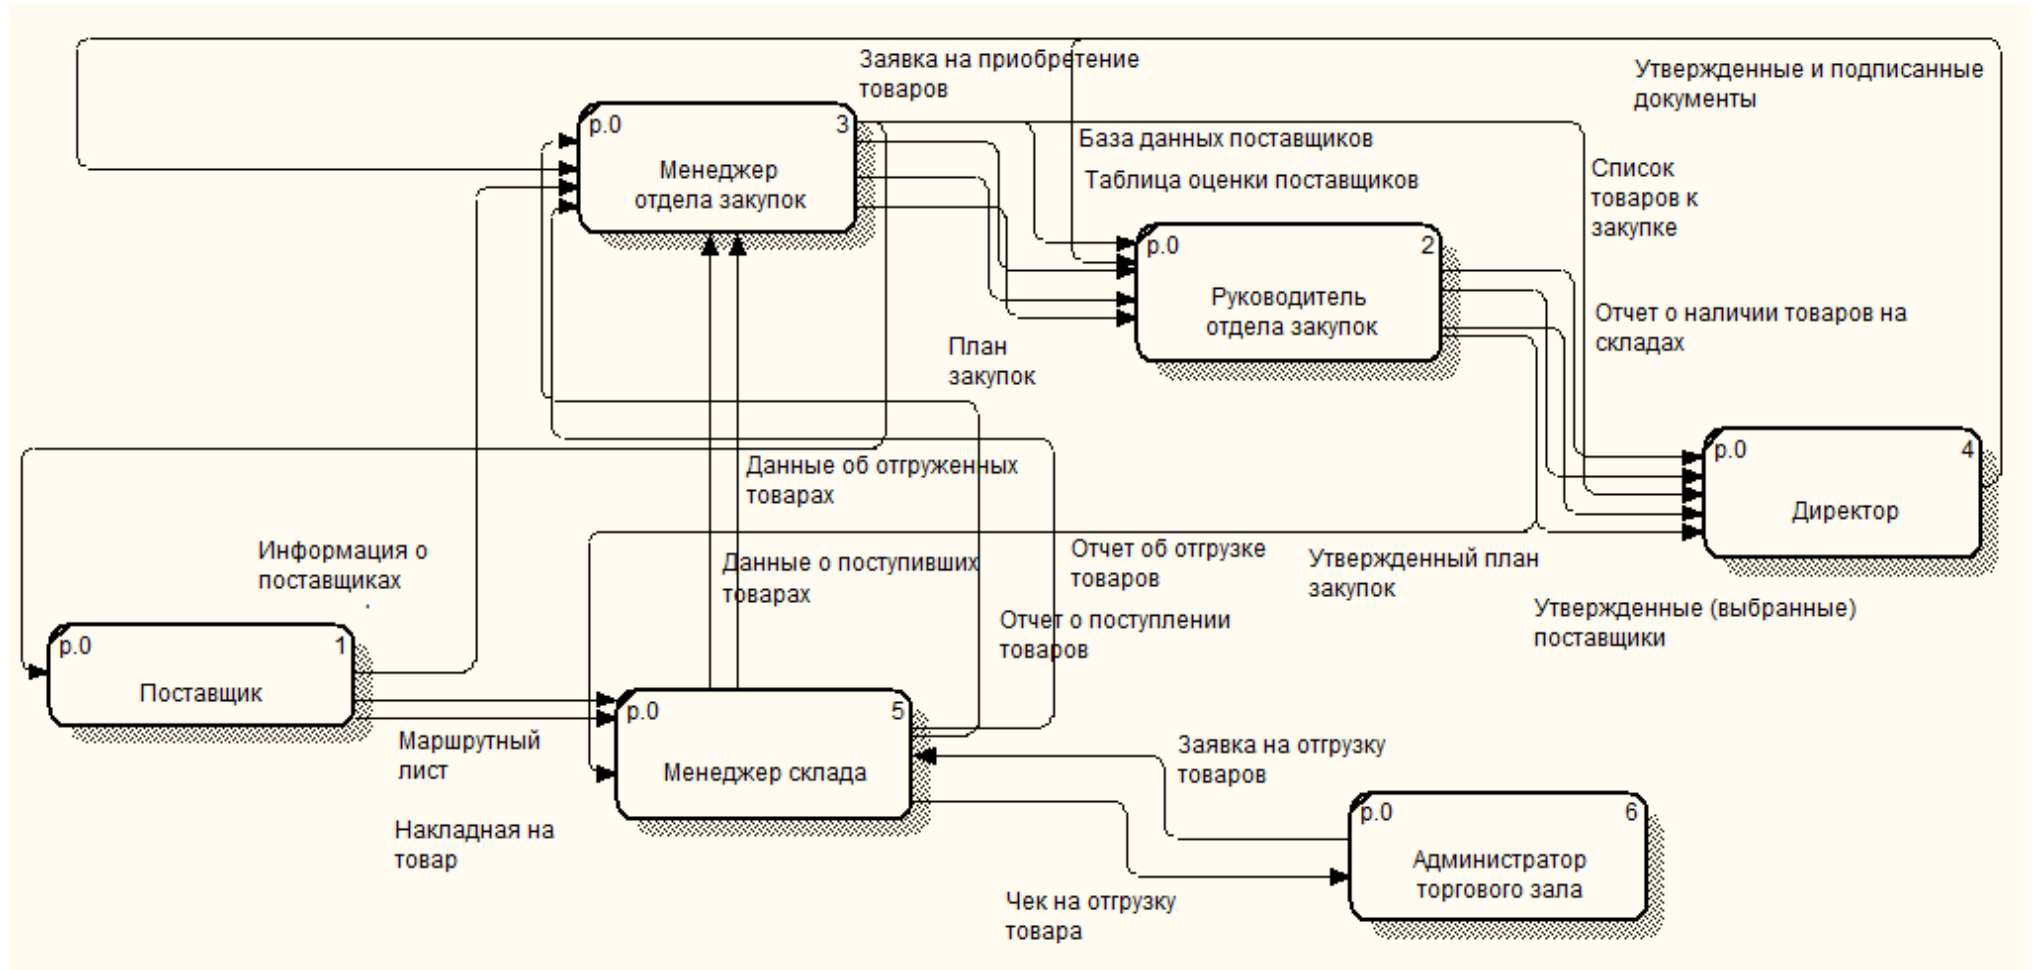 Заявка на приобретение
товаров
Утвержденные и подписанные
документы
р.0 3
Менеджер
отдела закупок
База данных поставщиков
Таблица оценки поставщиков
Список
товаров к
закупке
р.0 2
Руководитель
отдела закупок
Отчет о наличии товаров на
складах
План
закупок
р.0 4
Директор
Данные об отгруженных
товарах
Информация о
поставщиках
Данные о поступивших
товарах
Отчет об отгрузке
товаров
Утвержденный план
закупок
Отчет о поступлении
товаров
Утвержденные (выбранные)
поставщики
р.0 1
Поставщик
р.0 5
Менеджер склада
Маршрутный
лист
Заявка на отгрузку
товаров
Накладная на
товар
р.0 6
Администратор
торгового зала
Чек на отгрузку
товара